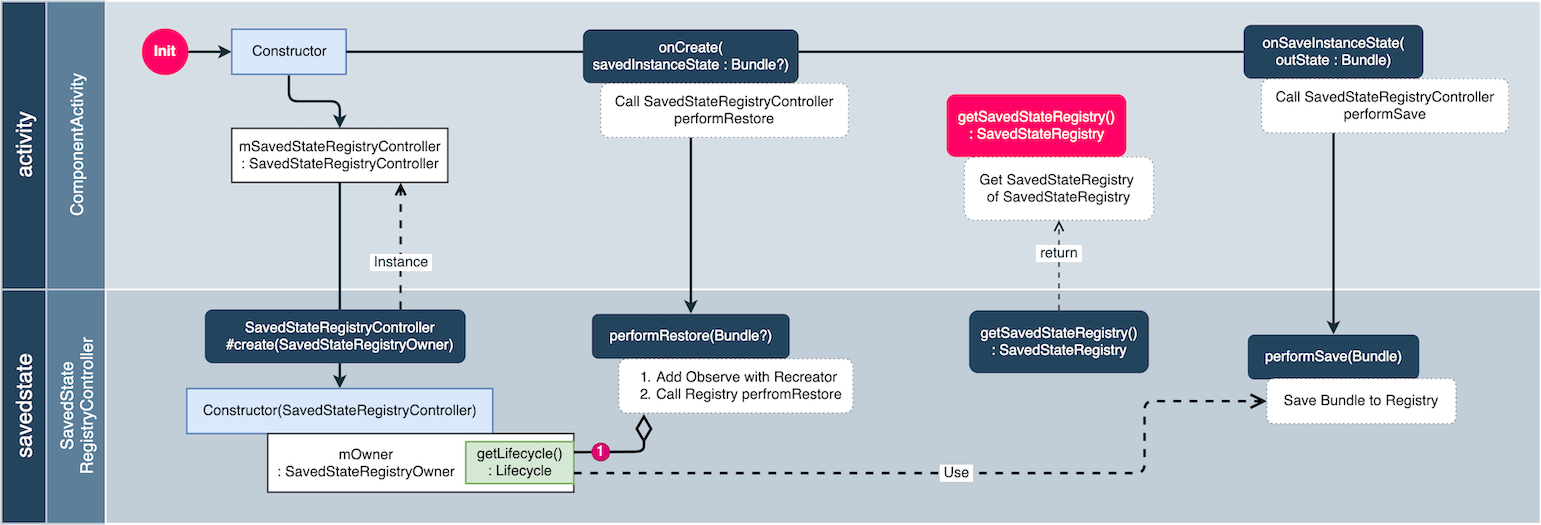 activity
ComponentActivity
Init
Constructor
onCreate(
savedInstanceState : Bundle?)
onSaveInstanceState(
outState : Bundle)
Call SavedStateRegistryController
performRestore
Call SavedStateRegistryController
performSave
getSavedStateRegistry()
: SavedStateRegistry
mSavedStateRegistryController
: SavedStateRegistryController
Get SavedStateRegistry
of SavedStateRegistry
Instance
return
savedstate
SavedState
RegistryController
SavedStateRegistryController
#create(SavedStateRegistryOwner)
performRestore(Bundle?)
getSavedStateRegistry()
: SavedStateRegistry
performSave(Bundle)
1. Add Observe with Recreator
2. Call Registry perfromRestore
Constructor(SavedStateRegistryController)
Save Bundle to Registry
mOwner
: SavedStateRegistryOwner
getLifecycle()
: Lifecycle
1
Use